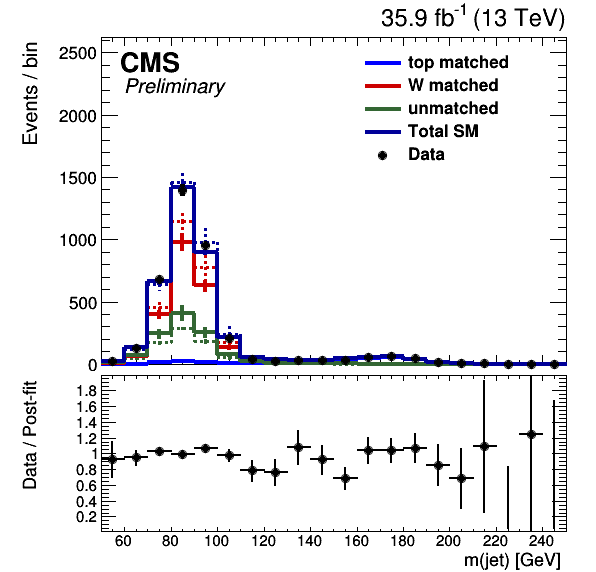 35.9 fb⁻¹ (13 TeV)
CMS
Preliminary
Events / bin
2500
2000
1500
1000
500
0
top matched
W matched
unmatched
Total SM
Data
Data / Post-fit
1.8
1.6
1.4
1.2
1
0.8
0.6
0.4
0.2
60 80 100 120 140 160 180 200 220 240
m(jet) [GeV]